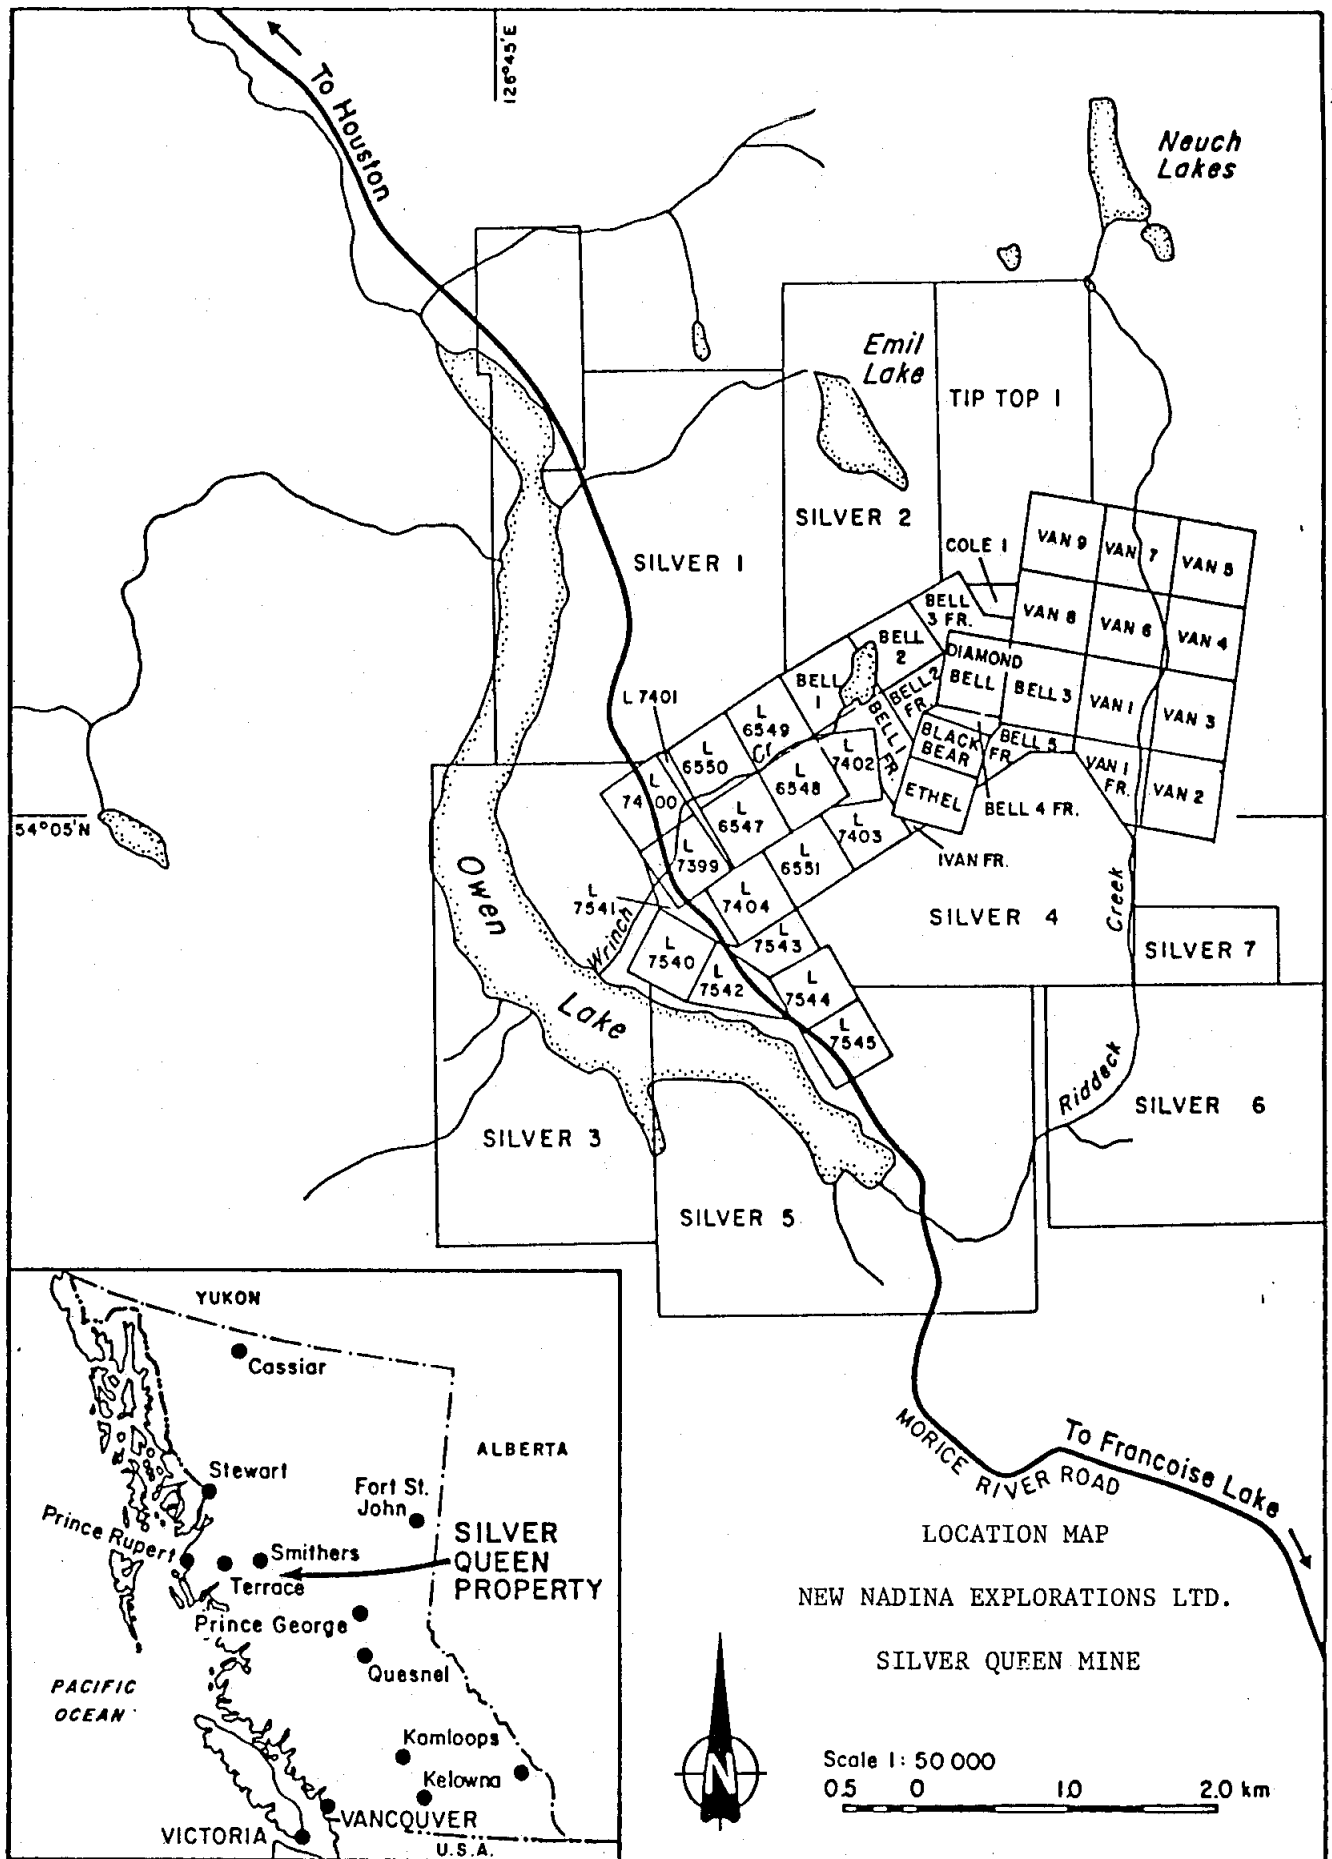 To Houston
126°45'E
Neuch
Lakes
Emil
Lake
TIP TOP 1
SILVER 2
SILVER 1
COLE 1
VAN 9
VAN 7
VAN 5
BELL
3 FR.
VAN 8
VAN 6
VAN 4
BELL
2
DIAMOND
BELL
BELL 3
VAN 1
VAN 3
L 7401
BELL
1
BELL 2
FR.
L
6549
BELL 1
FR.
BLACK
BEAR
BELL 5
FR
L
6550
Cr
L
7402
VAN 1
FR.
VAN 2
L
7400
L
6548
ETHEL
BELL 4 FR.
54°05'N
L
6547
L
7403
IVAN FR.
L
7399
L
6551
Owen
Lake
L
7541
Wrinch
L
7404
SILVER 4
Creek
L
7543
SILVER 7
L
7540
L
7542
L
7544
L
7545
Riddeck
SILVER 6
SILVER 3
SILVER 5
MORICE RIVER ROAD
To Francoise Lake
YUKON
Cassiar
ALBERTA
Stewart
Fort St.
John
Prince Rupert
Smithers
Terrace
SILVER
QUEEN
PROPERTY
Prince George
Quesnel
PACIFIC
OCEAN
Kamloops
Kelowna
VANCOUVER
VICTORIA
U.S.A.
LOCATION MAP
NEW NADINA EXPLORATIONS LTD.
SILVER QUEEN MINE
N
Scale 1:50 000
0.5 0 1.0 2.0 km